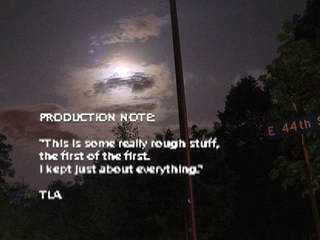 PRODUCTION NOTE:
"This is some really rough stuff,
the first of the first.
I kept just about everything."
TLA
E 44th S